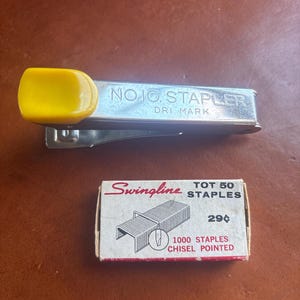 NO.10. STAPLER
DRI MARK
Swingline TOT 50
STAPLES
29¢
1000 STAPLES
CHISEL POINTED